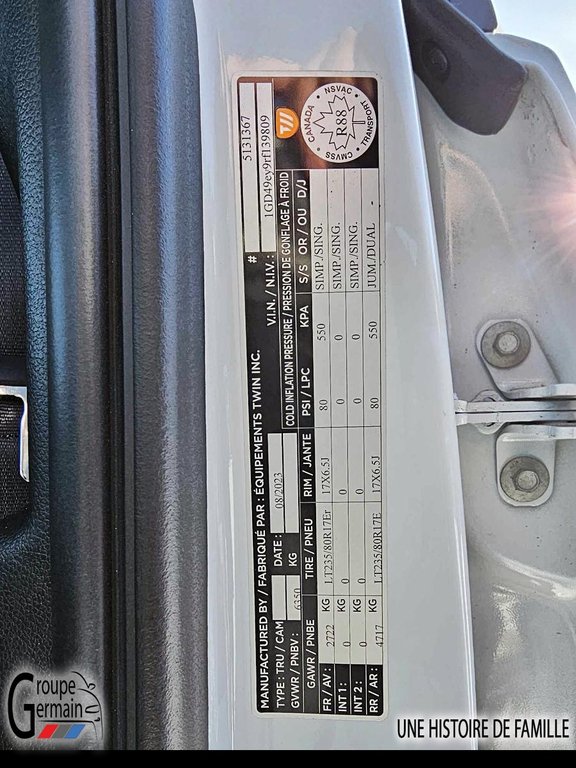 MANUFACTURED BY / FABRIQUÉ PAR : ÉQUIPEMENTS TWIN INC. # 5131367
TYPE : TRU / CAM DATE : 08/2023 V.I.N. / N.I.V. : 1GD49ey9rf139809
GVWR / PNBV : 6350 KG COLD INFLATION PRESSURE / PRESSION DE GONFLAGE À FROID
GAWR / PNBE TIRE / PNEU RIM / JANTE PSI / LPC KPA S/S OR / OU D/J
FR / AV : 2722 KG LT235/80R17Er 17X6.5J 80 550 SIMP./SING.
INT 1 : 0 KG 0 0 0 0 SIMP./SING.
INT 2 : 0 KG 0 0 0 0 SIMP./SING.
RR / AR : 4717 KG LT235/80R17E 17X6.5J 80 550 JUM./DUAL
CANADA
NSVAC
R88
TRANSPORT
CMVSS
Groupe
Germain
UNE HISTOIRE DE FAMILLE